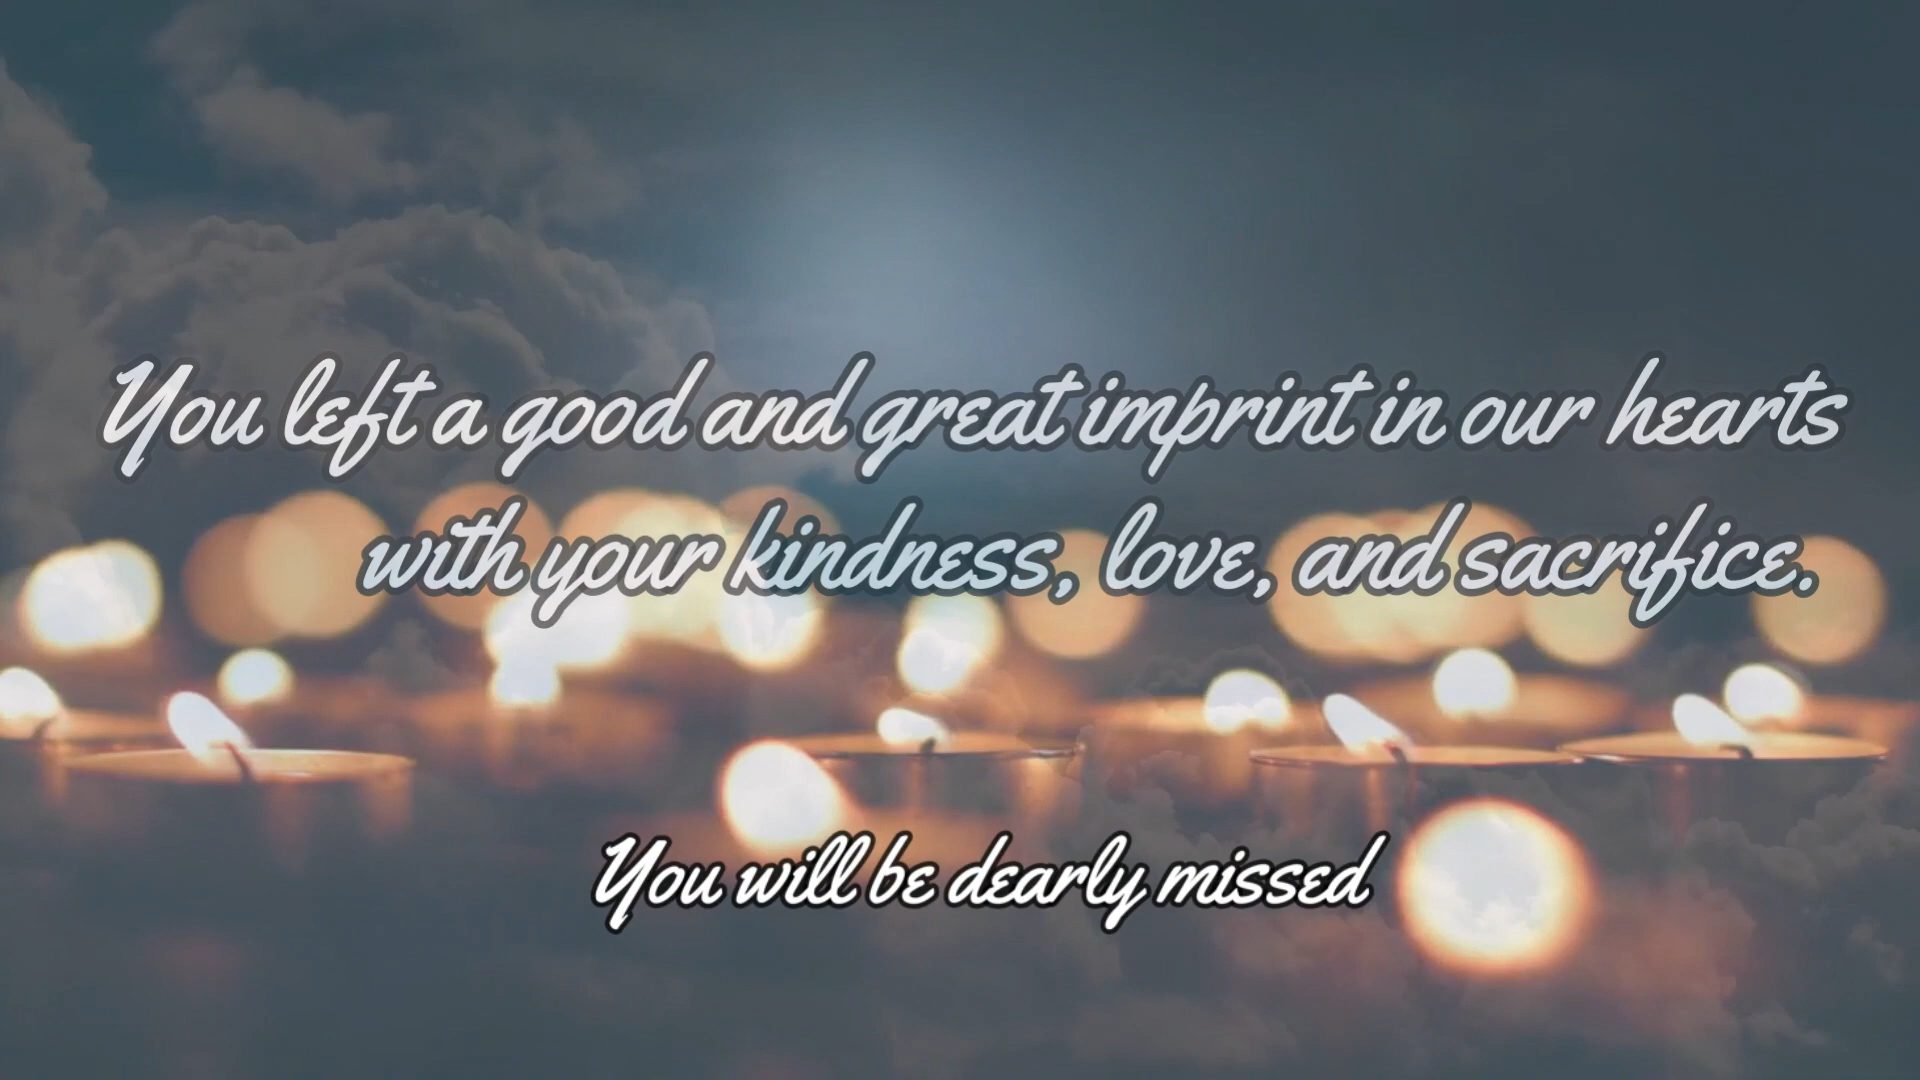 You left a good and great imprint in our hearts
with your kindness, love, and sacrifice.
You will be dearly missed